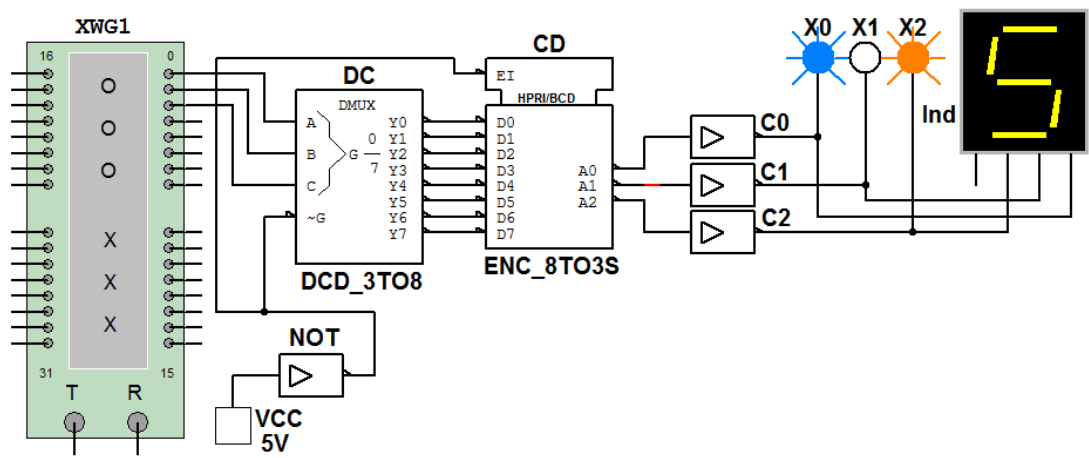 XWG1
16 0
O
O
O
X
X
X
31 15
T R
DC
DMUX
A
B
C
G 0
7
~G
Y0
Y1
Y2
Y3
Y4
Y5
Y6
Y7
DCD_3TO8
NOT
VCC
5V
CD
EI
HPRI/BCD
D0
D1
D2
D3
D4
D5
D6
D7
A0
A1
A2
ENC_8TO3S
C0
C1
C2
X0 X1 X2
Ind
5